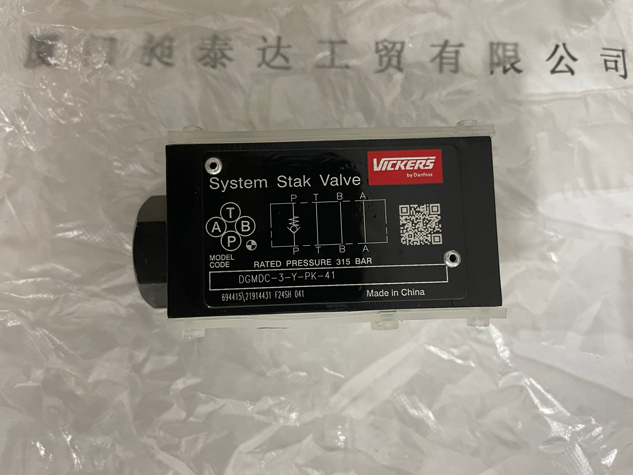 厦门昶泰达工贸有限公司
VICKERS
by Danfoss
System Stak Valve
P T B A
T
A B
P
P T B A
MODEL
CODE
RATED PRESSURE 315 BAR
DGMDC-3-Y-PK-41
694415\21914431 F24SH 041
Made in China